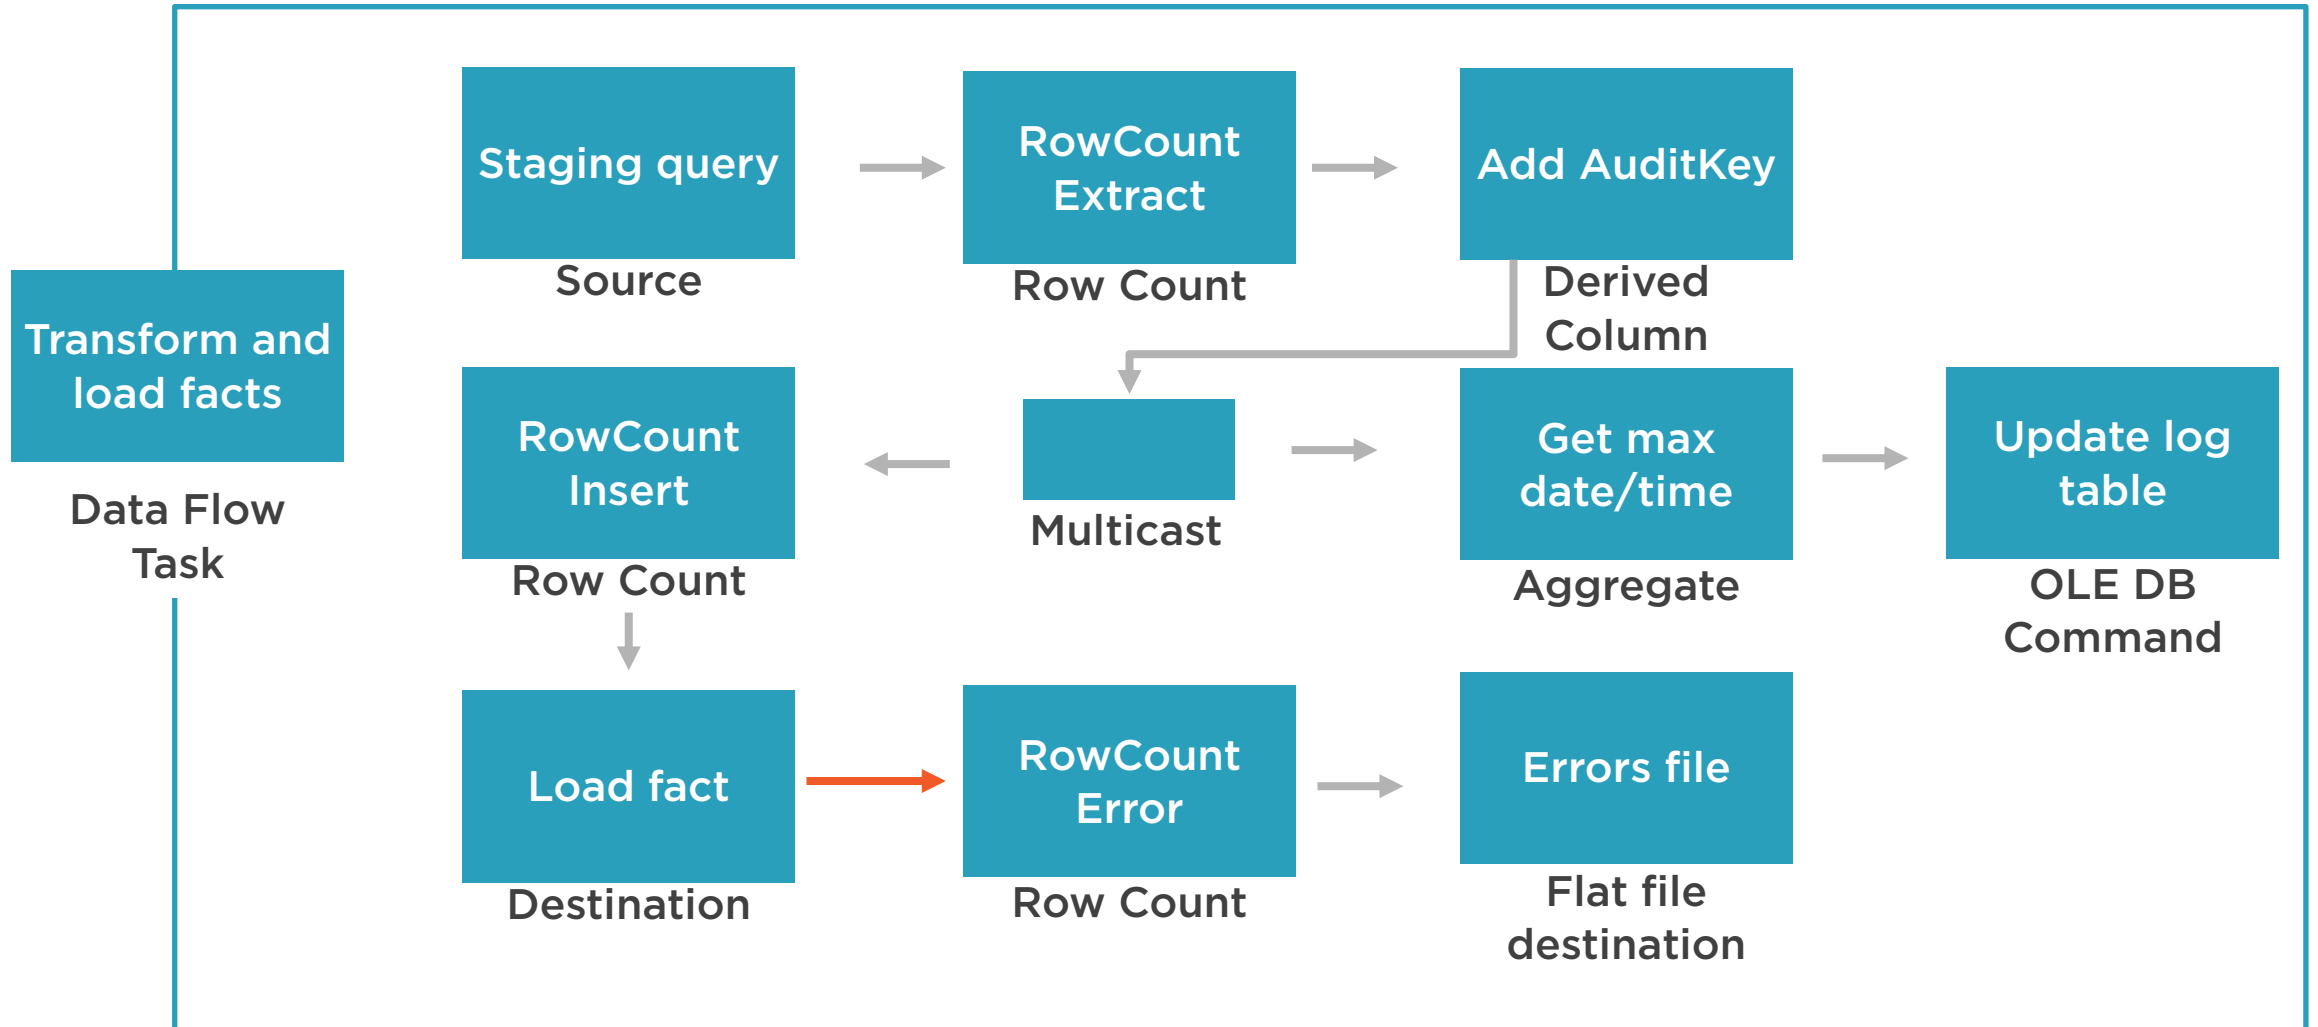 Transform and
load facts
Data Flow
Task
Staging query
Source
RowCount
Extract
Row Count
Add AuditKey
Derived
Column
RowCount
Insert
Row Count
Multicast
Get max
date/time
Aggregate
Update log
table
OLE DB
Command
Load fact
Destination
RowCount
Error
Row Count
Errors file
Flat file
destination